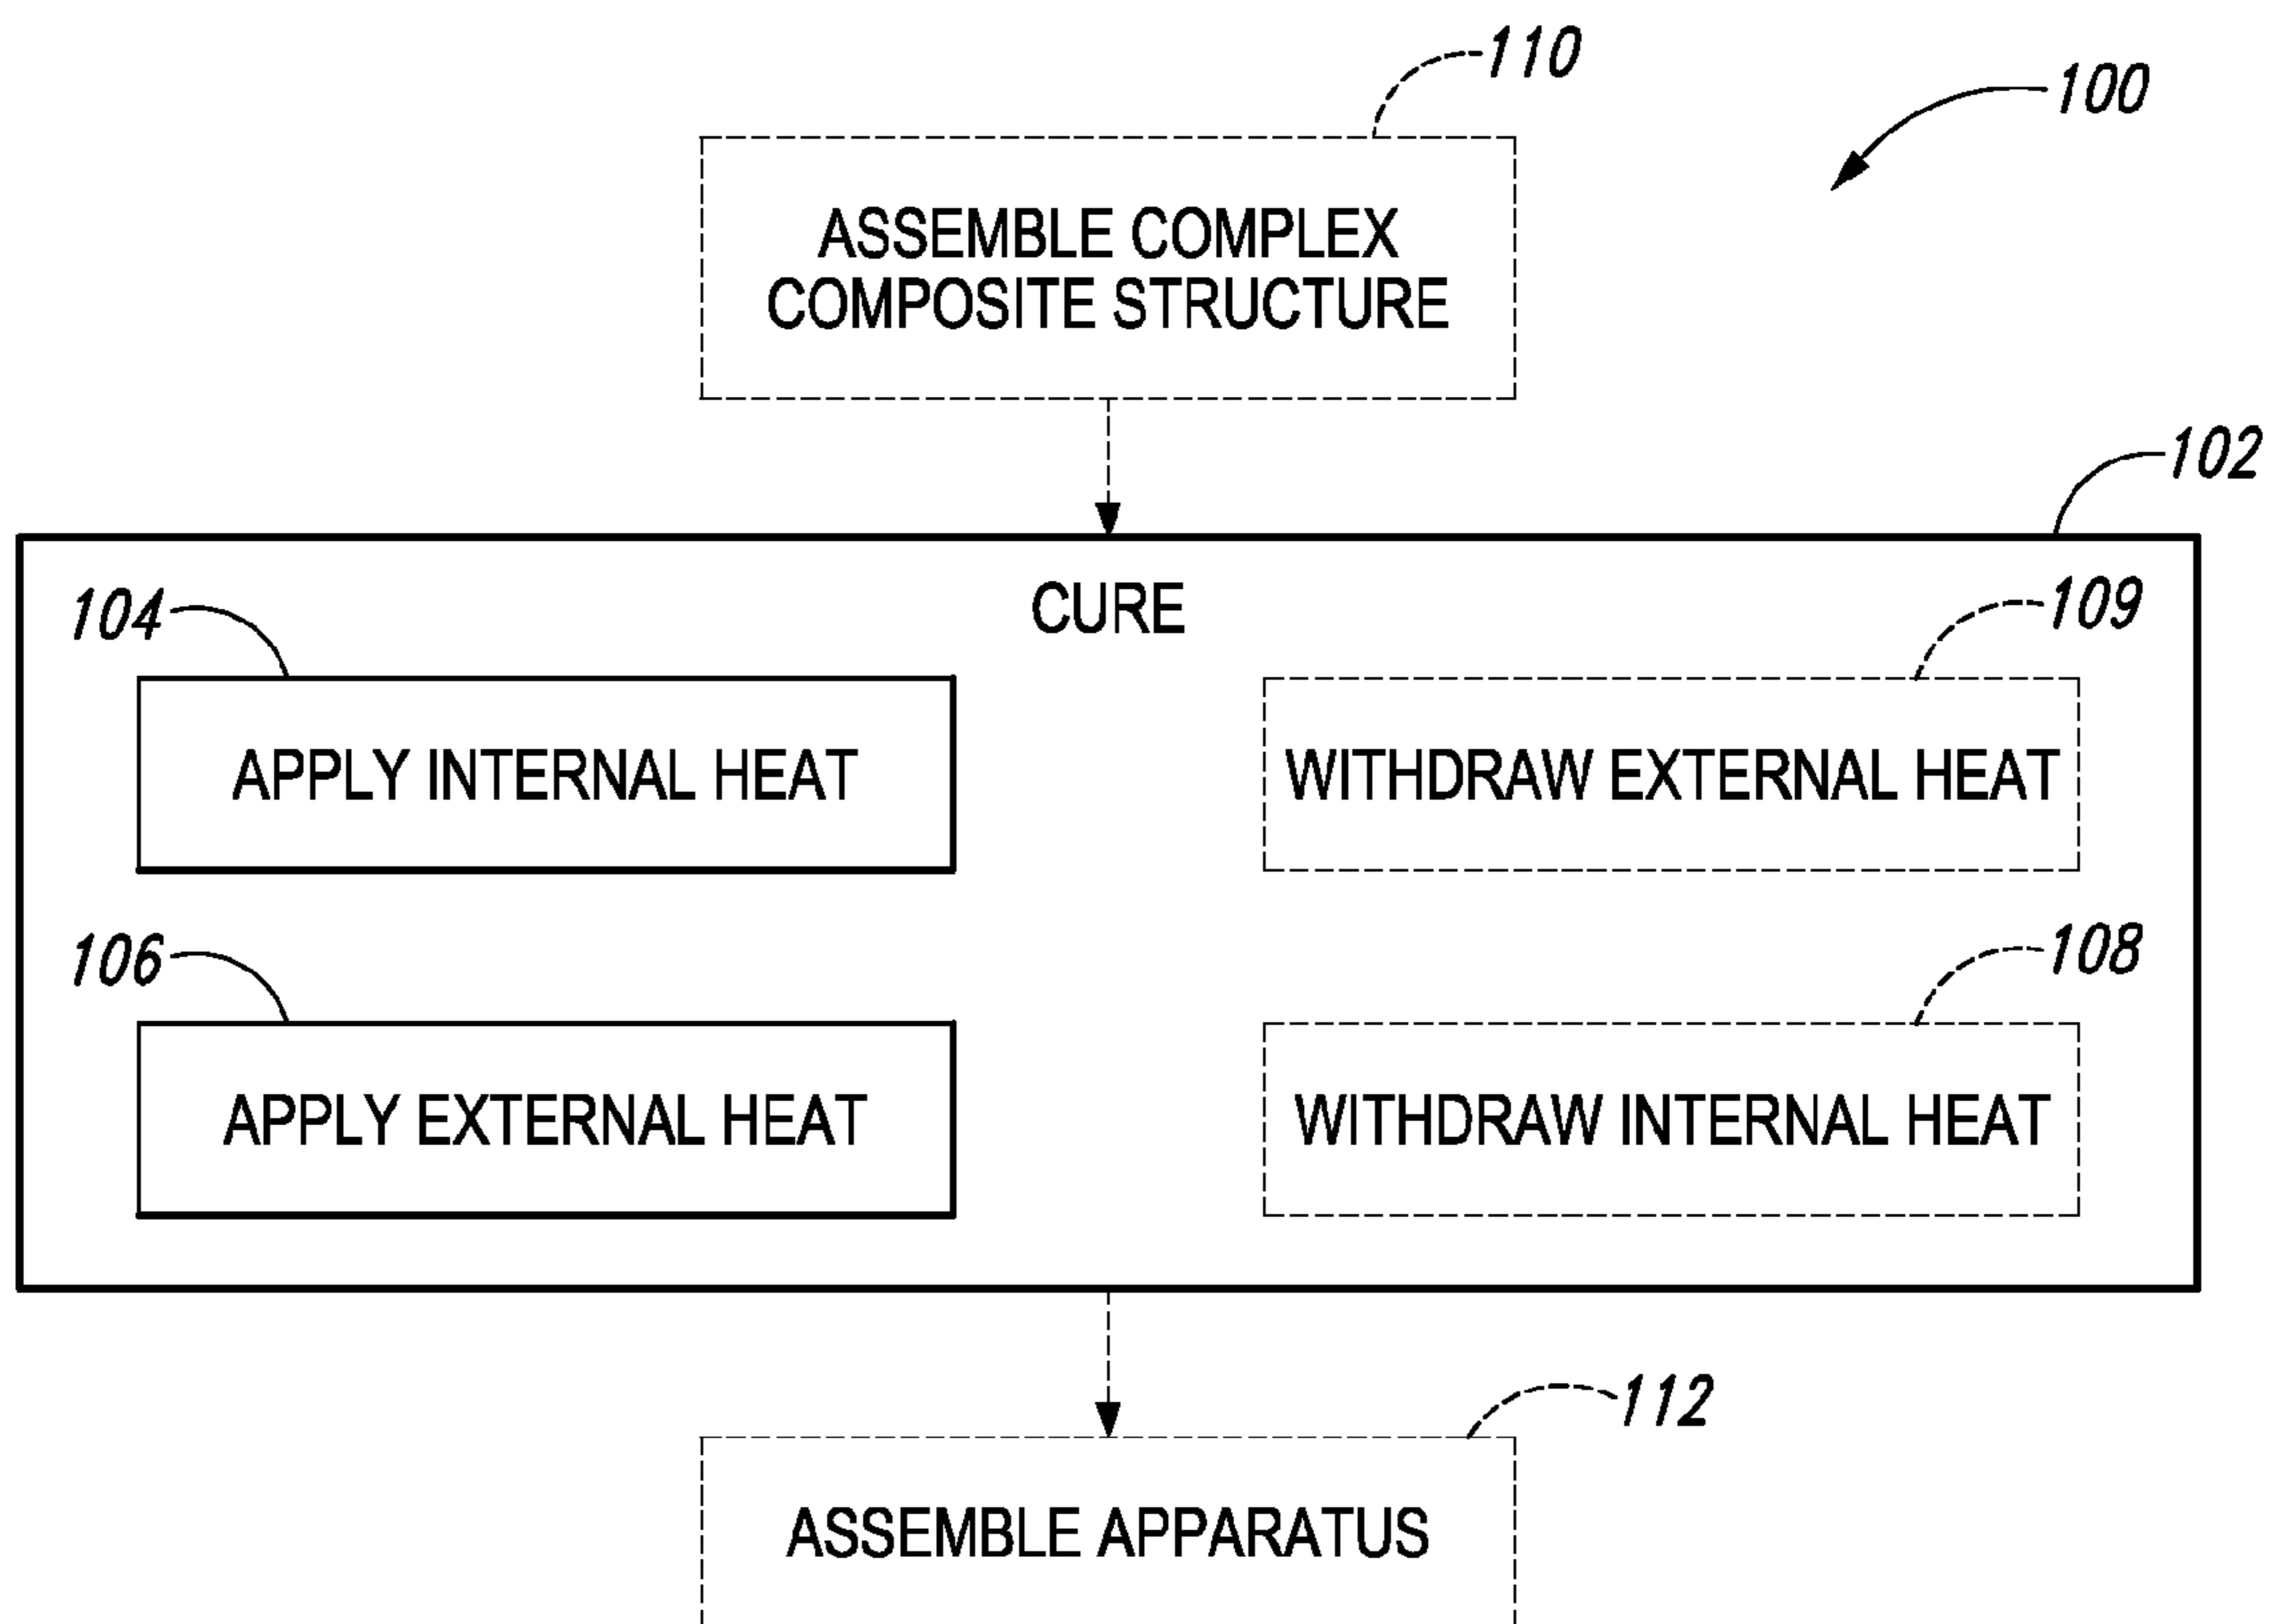 110
100
ASSEMBLE COMPLEX
COMPOSITE STRUCTURE
102
CURE
104
109
APPLY INTERNAL HEAT
WITHDRAW EXTERNAL HEAT
106
108
APPLY EXTERNAL HEAT
WITHDRAW INTERNAL HEAT
112
ASSEMBLE APPARATUS